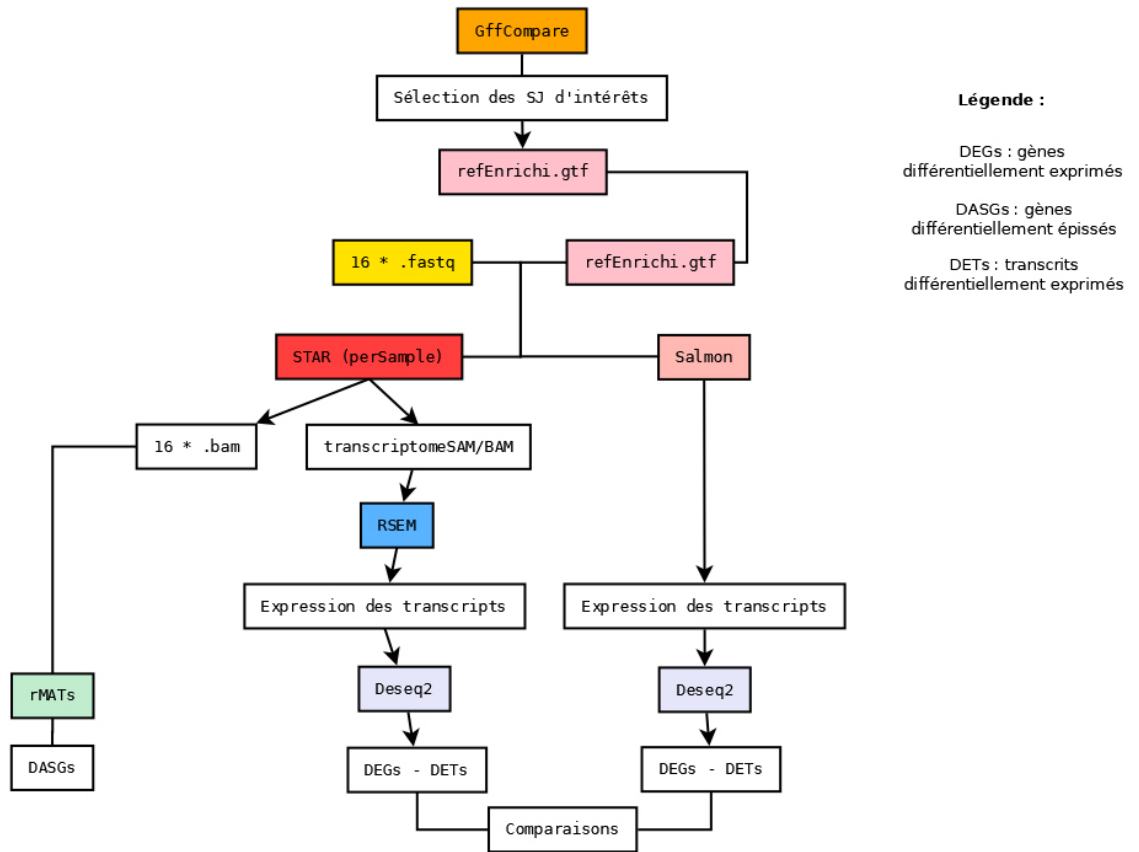 GffCompare
Sélection des SJ d'intérêts
Légende :
DEGs : gènes
différentiellement exprimés
refEnrichi.gtf
DASGs : gènes
différentiellement épissés
16 * .fastq
refEnrichi.gtf
DETs : transcrits
différentiellement exprimés
STAR (perSample)
Salmon
16 * .bam
transcriptomeSAM/BAM
RSEM
Expression des transcripts
Expression des transcripts
rMATs
Deseq2
Deseq2
DASGs
DEGs - DETs
DEGs - DETs
Comparaisons